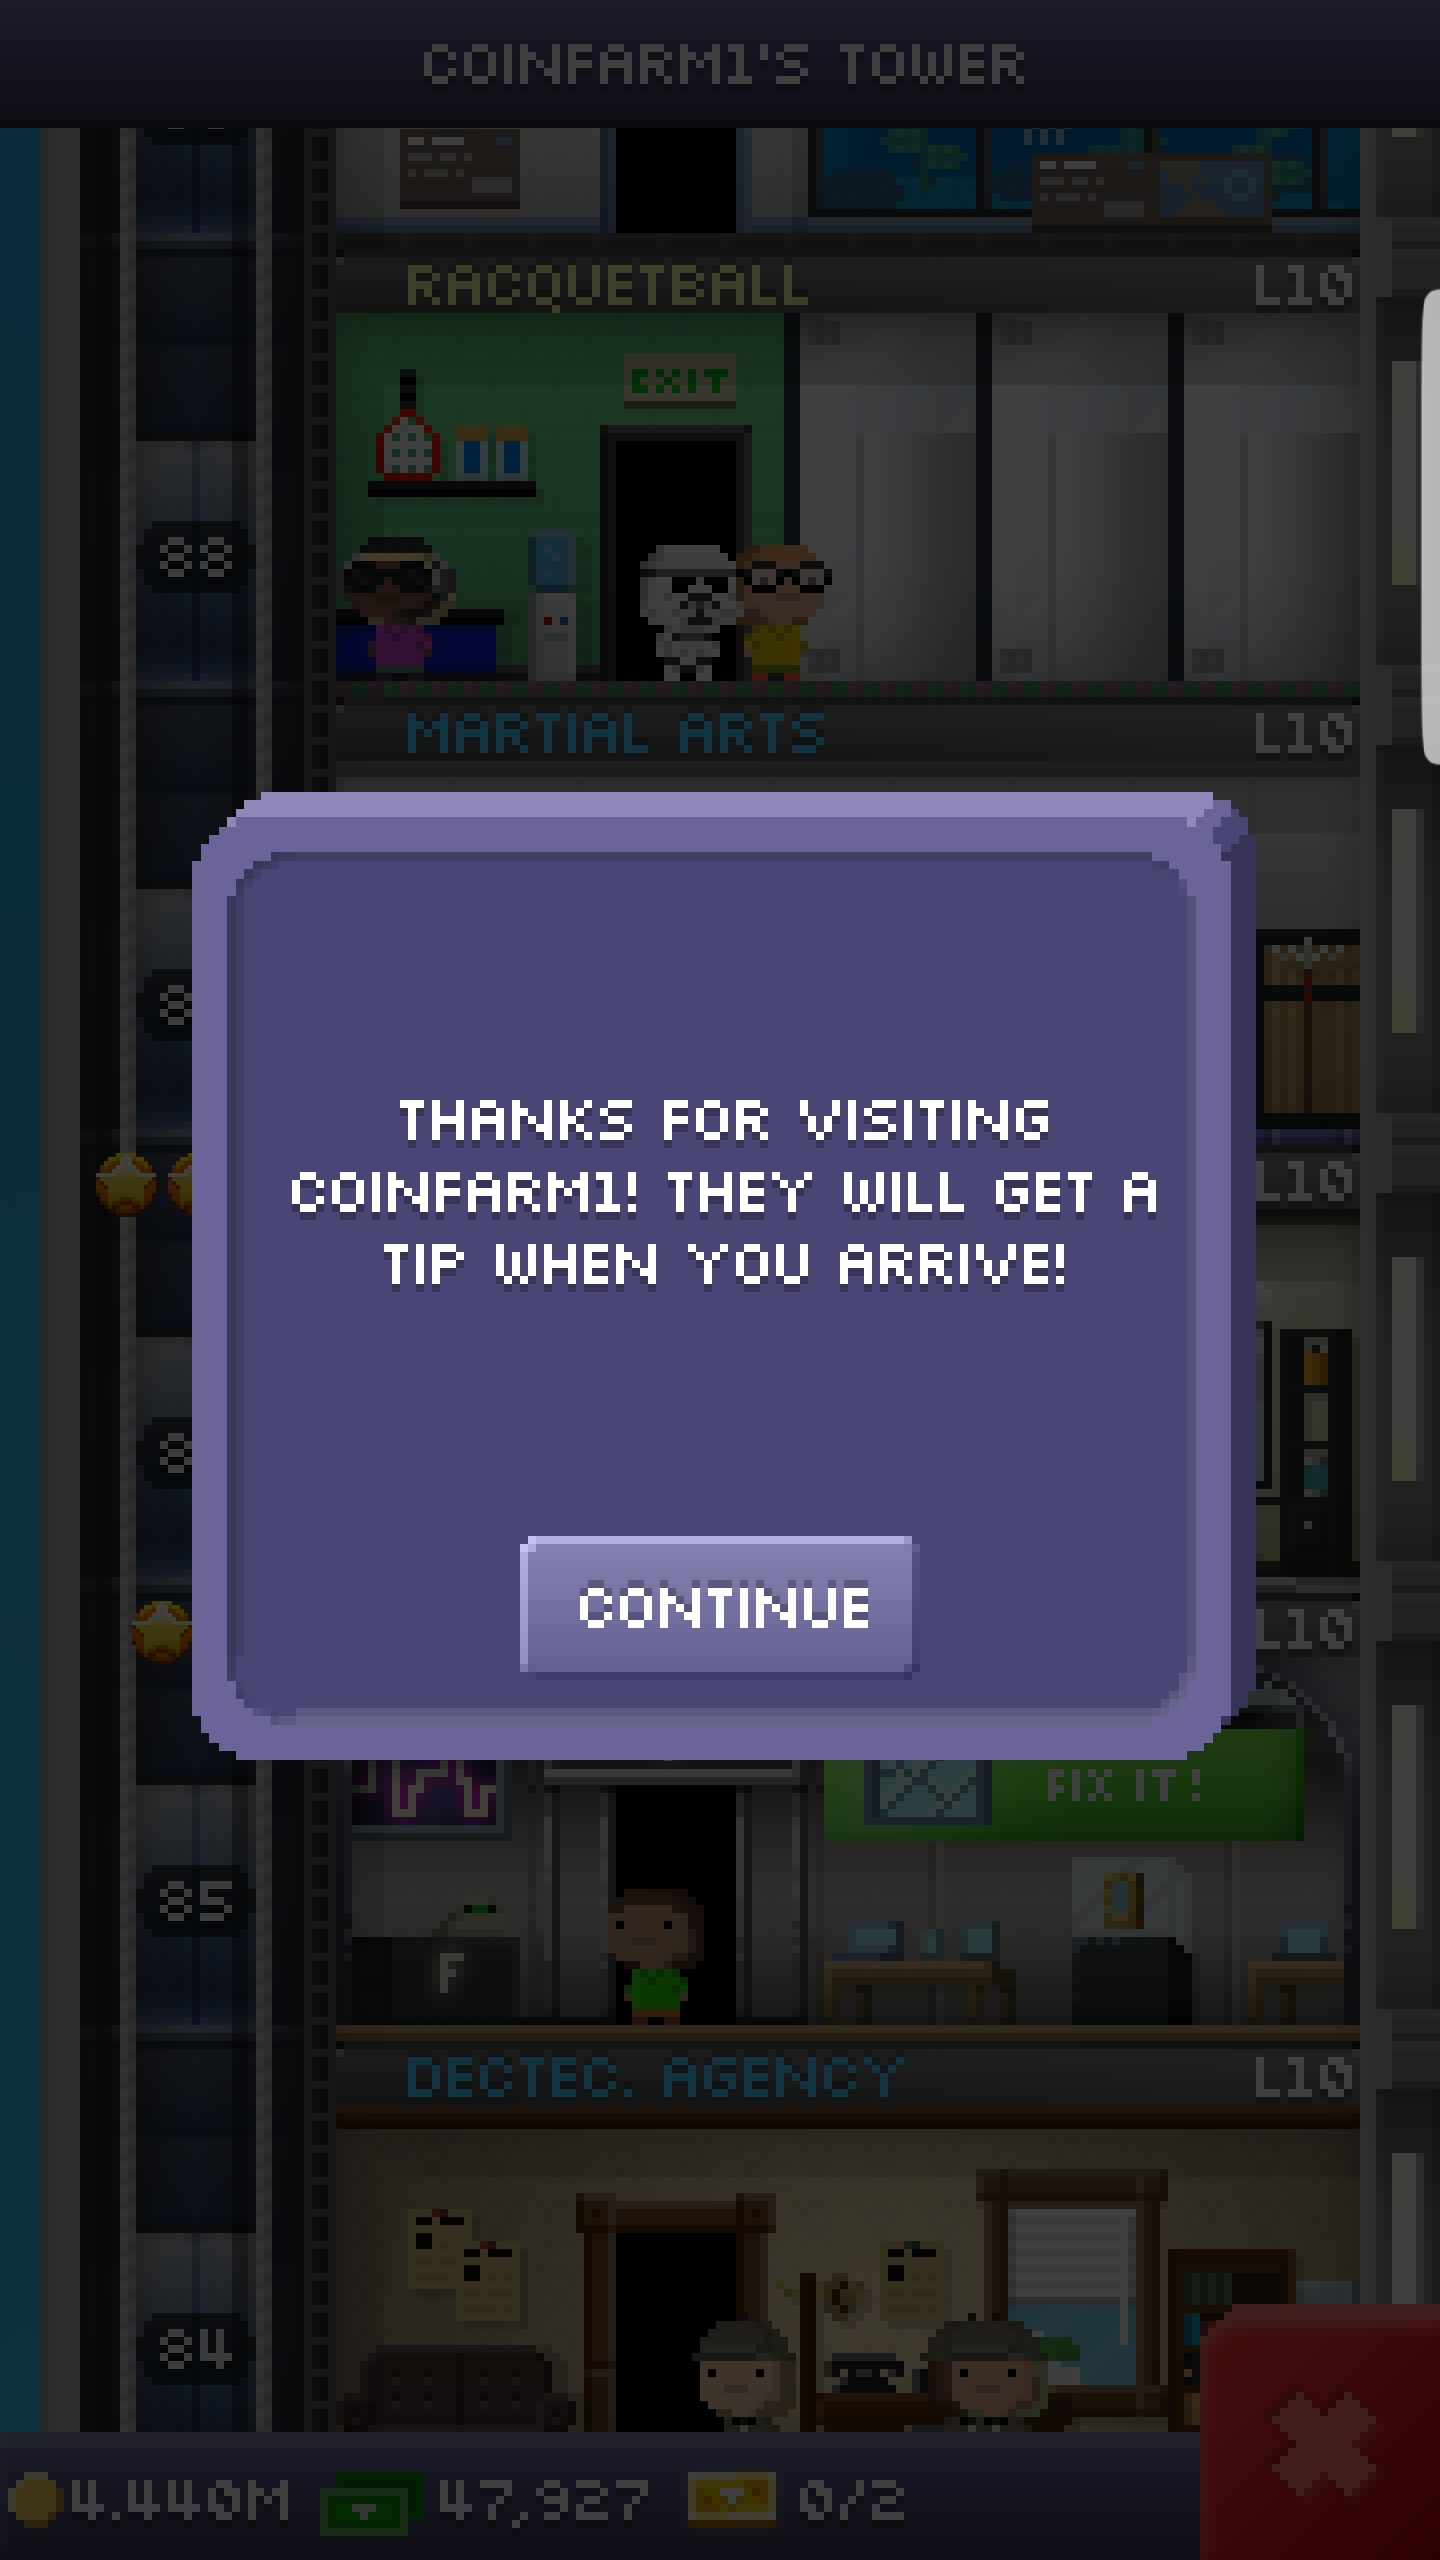 COINFARM1'S TOWER
RACQUETBALL L10
EXIT
88
MARTIAL ARTS L10
THANKS FOR VISITING
COINFARM1! THEY WILL GET A
TIP WHEN YOU ARRIVE!
L10
CONTINUE
L10
FIX IT!
85
F
DECTEC. AGENCY L10
84
4.440M 47,927 0/2